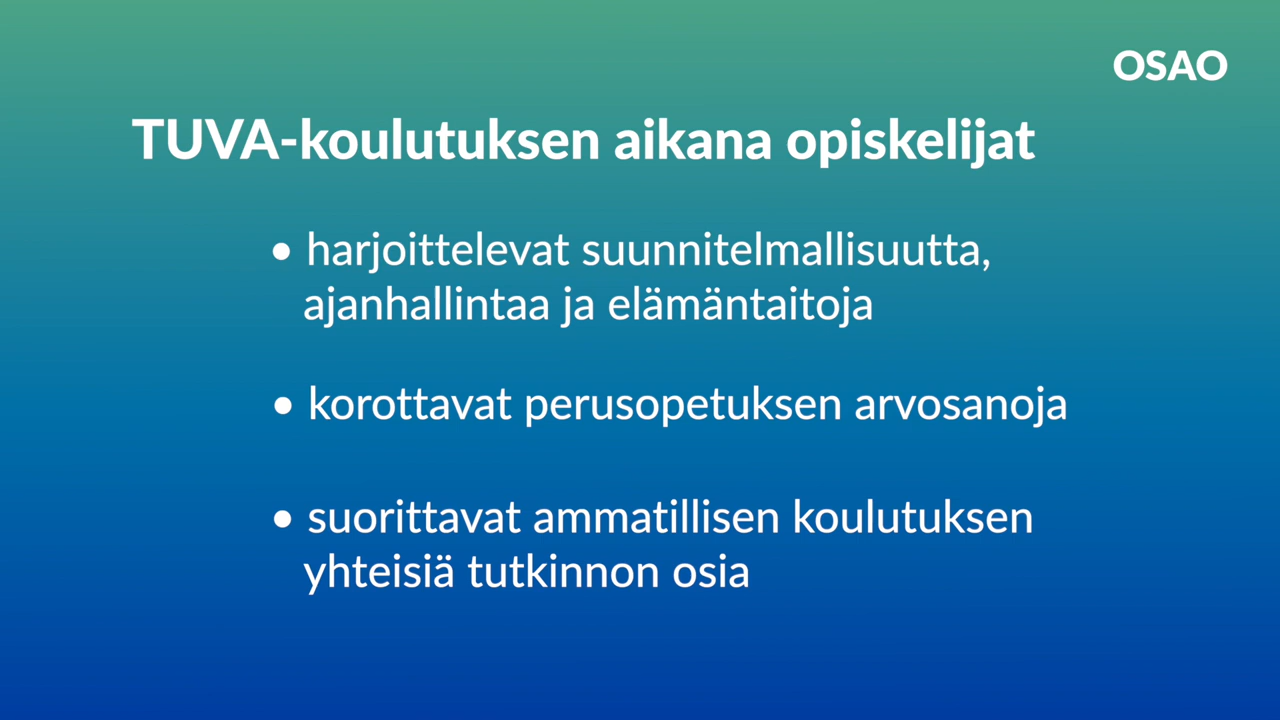 OSAO
TUVA-koulutuksen aikana opiskelijat
• harjoittelevat suunnitelmallisuutta,
ajanhallintaa ja elämäntaitoja
• korottavat perusopetuksen arvosanoja
• suorittavat ammatillisen koulutuksen
yhteisiä tutkinnon osia